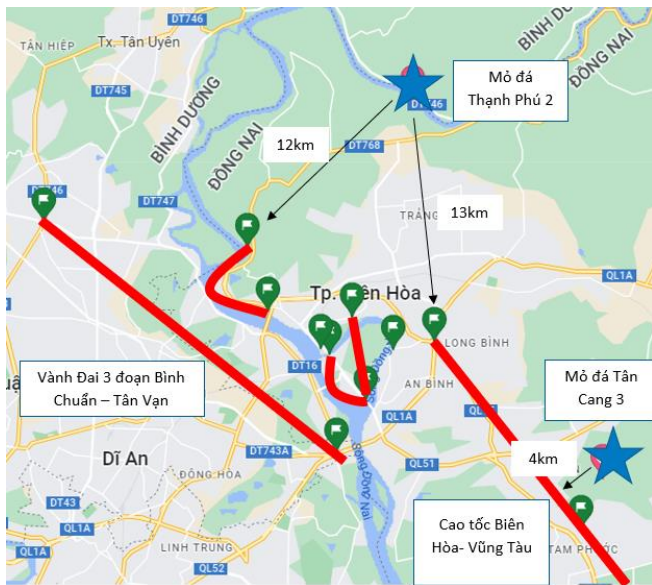 DT746
TÂN HIỆP
Tx. Tân Uyên
DT746
DT745
BÌNH DƯƠNG
ĐỒNG NAI
BÌNH DƯƠNG
ĐỒNG NAI
Mỏ đá
Thạnh Phú 2
12km
DT768
DT746
DT747
TRẢNG
13km
QL1A
Tp.
Hòa
LONG BÌNH
DT16
AN BÌNH
Vành Đai 3 đoạn Bình
Chuẩn – Tân Vạn
Mỏ đá Tân
Cang 3
QL1A
DT743A
QL51
4km
Dĩ An
ĐÔNG HÒA
Sông Đồng Nai
DT43
QL1A
QL1A
LINH TRUNG
QL52
Cao tốc Biên
Hòa- Vũng Tàu
TAM PHƯỚC